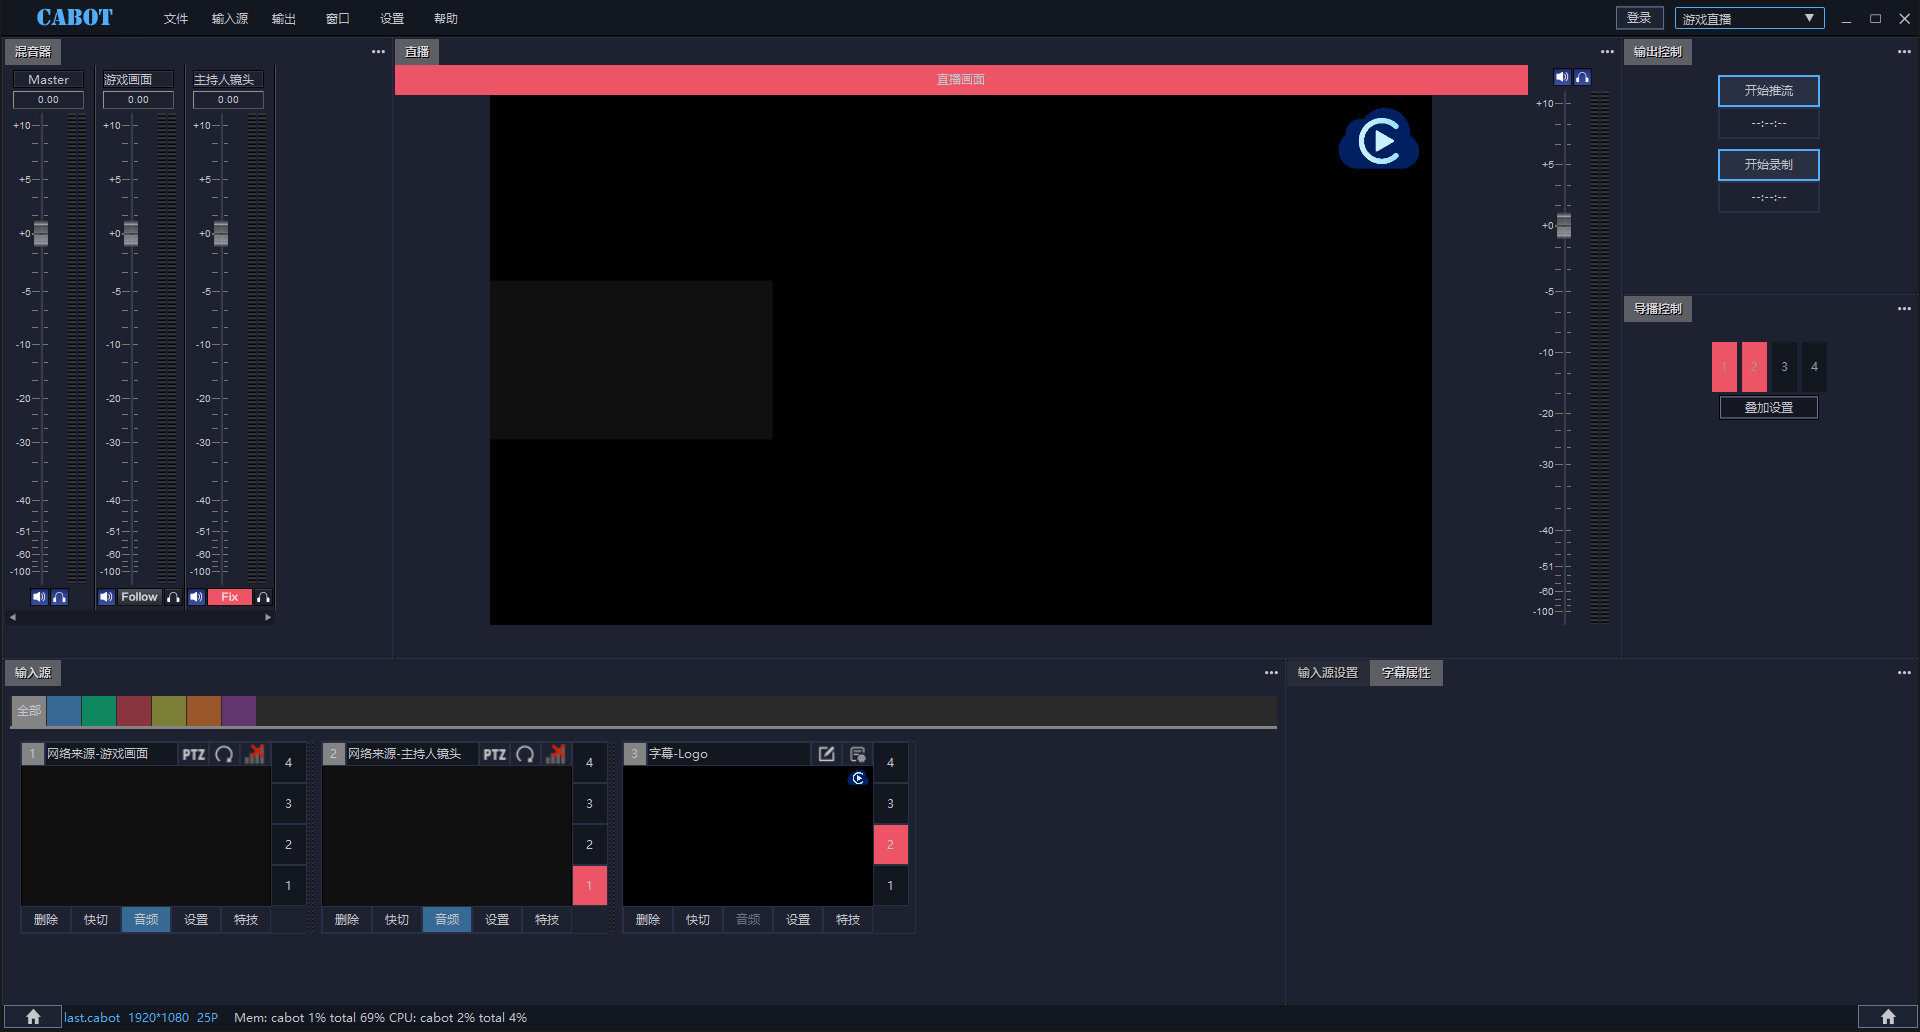 CABOT 文件 输入源 输出 窗口 设置 帮助 登录 游戏直播
混音器
Master 游戏画面 主持人镜头
0.00 0.00 0.00
+10 +10 +10
+5 +5 +5
+0 +0 +0
-5 -5 -5
-10 -10 -10
-20 -20 -20
-30 -30 -30
-40 -40 -40
-51 -51 -51
-60 -60 -60
-100 -100 -100
Follow Fix
直播
直播画面
+10
+5
+0
-5
-10
-20
-30
-40
-51
-60
-100
输出控制
开始推流
--:--:--
开始录制
--:--:--
导播控制
1 2 3 4
叠加设置
输入源
全部
1 网络来源-游戏画面 PTZ
4
3
2
1
删除 快切 音频 设置 特技
2 网络来源-主持人镜头 PTZ
4
3
2
1
删除 快切 音频 设置 特技
3 字幕-Logo
4
3
2
1
删除 快切 音频 设置 特技
输入源设置 字幕属性
last.cabot 1920*1080 25P Mem: cabot 1% total 69% CPU: cabot 2% total 4%